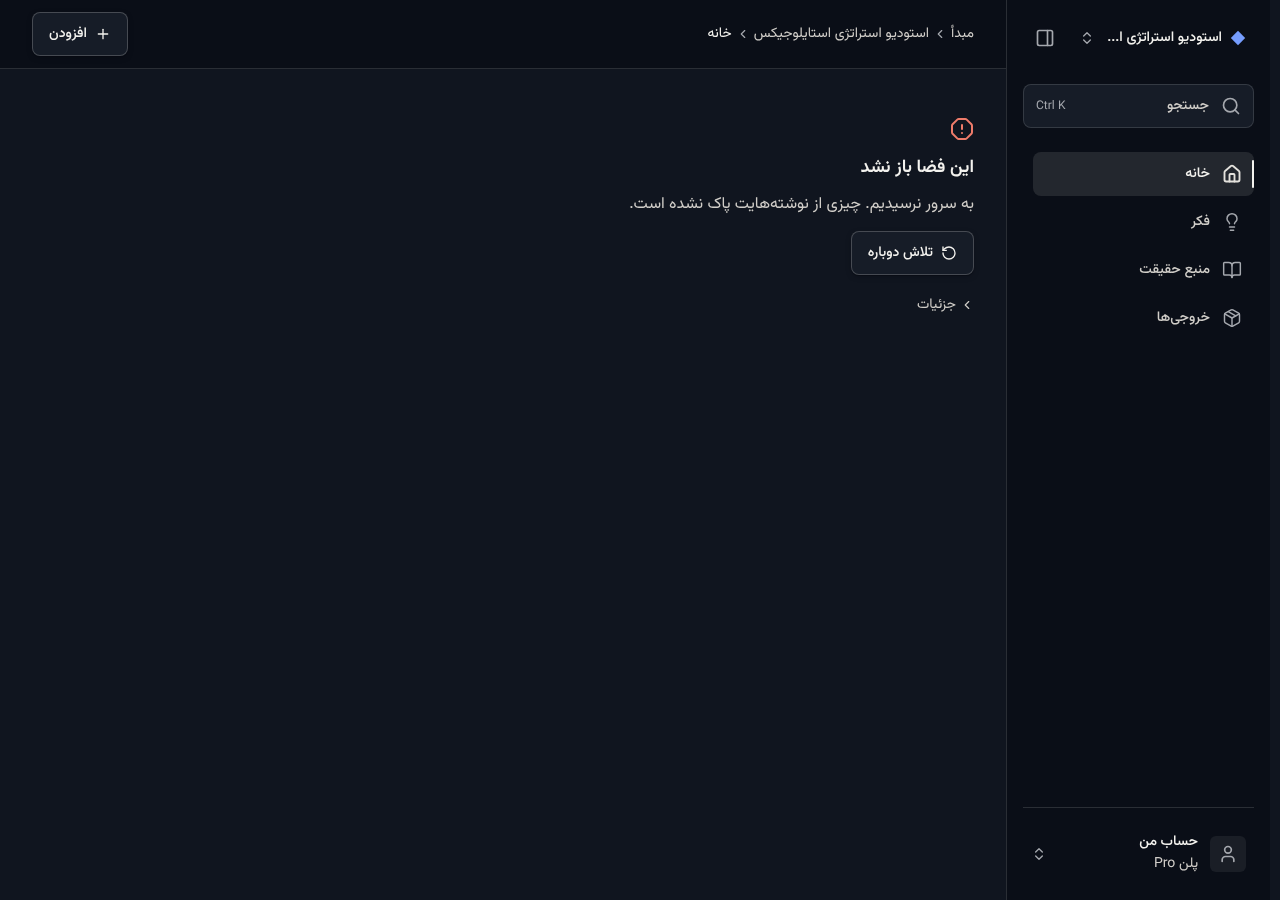 استودیو استراتژی ا...
جستجو
Ctrl K
خانه
فکر
منبع حقیقت
خروجی‌ها
حساب من
پلن Pro
مبدأ › استودیو استراتژی استایلوجیکس › خانه
افزودن
این فضا باز نشد
به سرور نرسیدیم. چیزی از نوشته‌هایت پاک نشده است.
تلاش دوباره
جزئیات